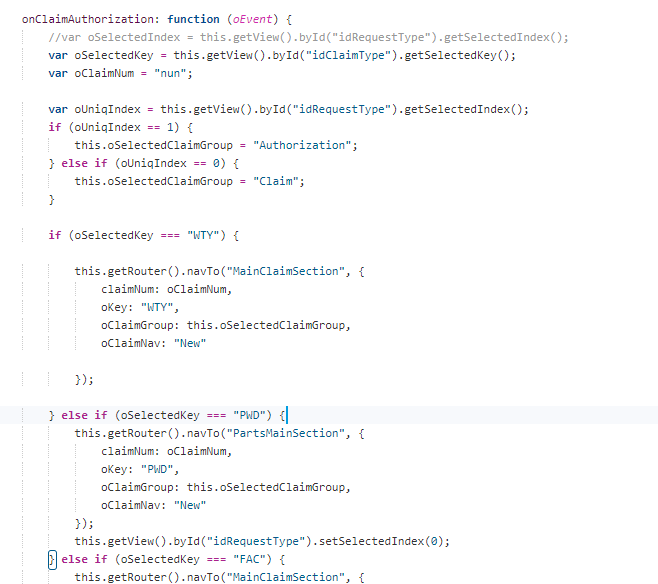 onClaimAuthorization: function (oEvent) {
//var oSelectedIndex = this.getView().byId("idRequestType").getSelectedIndex();
var oSelectedKey = this.getView().byId("idClaimType").getSelectedKey();
var oClaimNum = "nun";
var oUniqIndex = this.getView().byId("idRequestType").getSelectedIndex();
if (oUniqIndex == 1) {
this.oSelectedClaimGroup = "Authorization";
} else if (oUniqIndex == 0) {
this.oSelectedClaimGroup = "Claim";
}
if (oSelectedKey === "WTY") {
this.getRouter().navTo("MainClaimSection", {
claimNum: oClaimNum,
oKey: "WTY",
oClaimGroup: this.oSelectedClaimGroup,
oClaimNav: "New"
});
} else if (oSelectedKey === "PWD") {
this.getRouter().navTo("PartsMainSection", {
claimNum: oClaimNum,
oKey: "PWD",
oClaimGroup: this.oSelectedClaimGroup,
oClaimNav: "New"
});
this.getView().byId("idRequestType").setSelectedIndex(0);
} else if (oSelectedKey === "FAC") {
this.getRouter().navTo("MainClaimSection", {